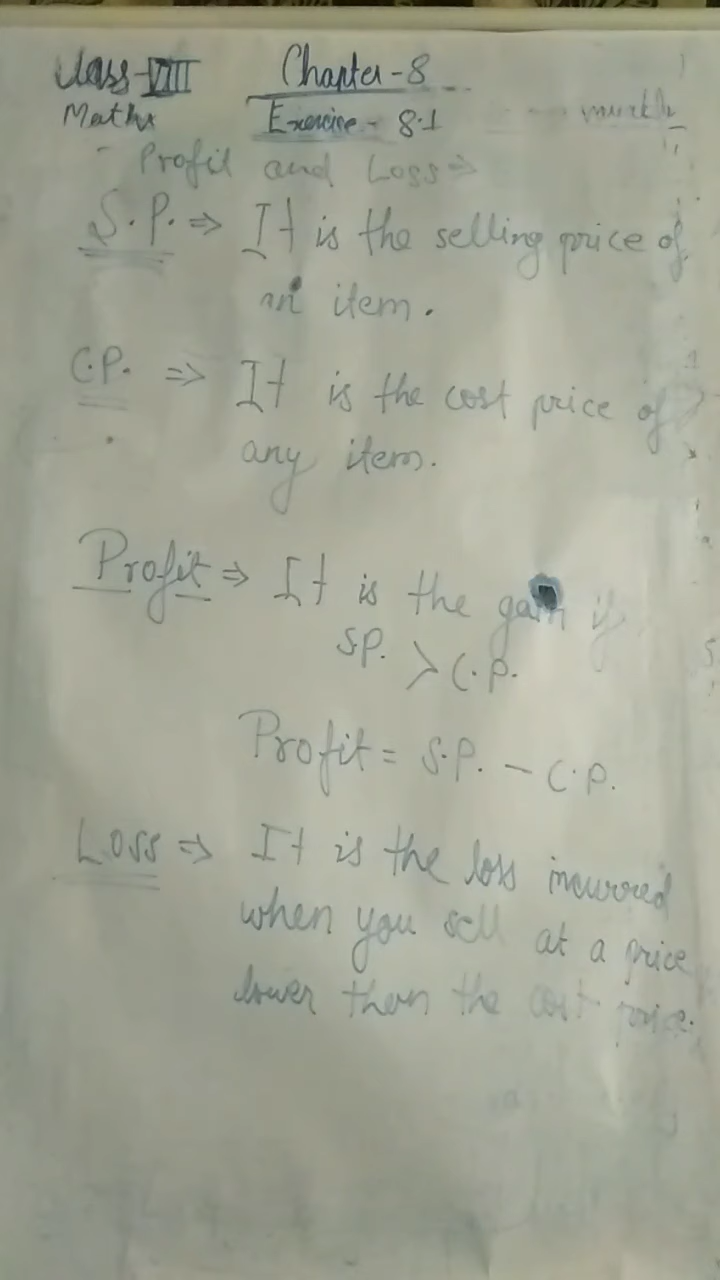 Class-VIII Chapter-8
Maths Exercise - 8.1
Profit and Loss ⇒
S.P. ⇒ It is the selling price of
an item.
C.P. ⇒ It is the cost price of
any item.
Profit ⇒ It is the gain if
S.P. > C.P.
Profit = S.P. - C.P.
Loss ⇒ It is the loss incurred
when you sell at a price
lower than the cost price.